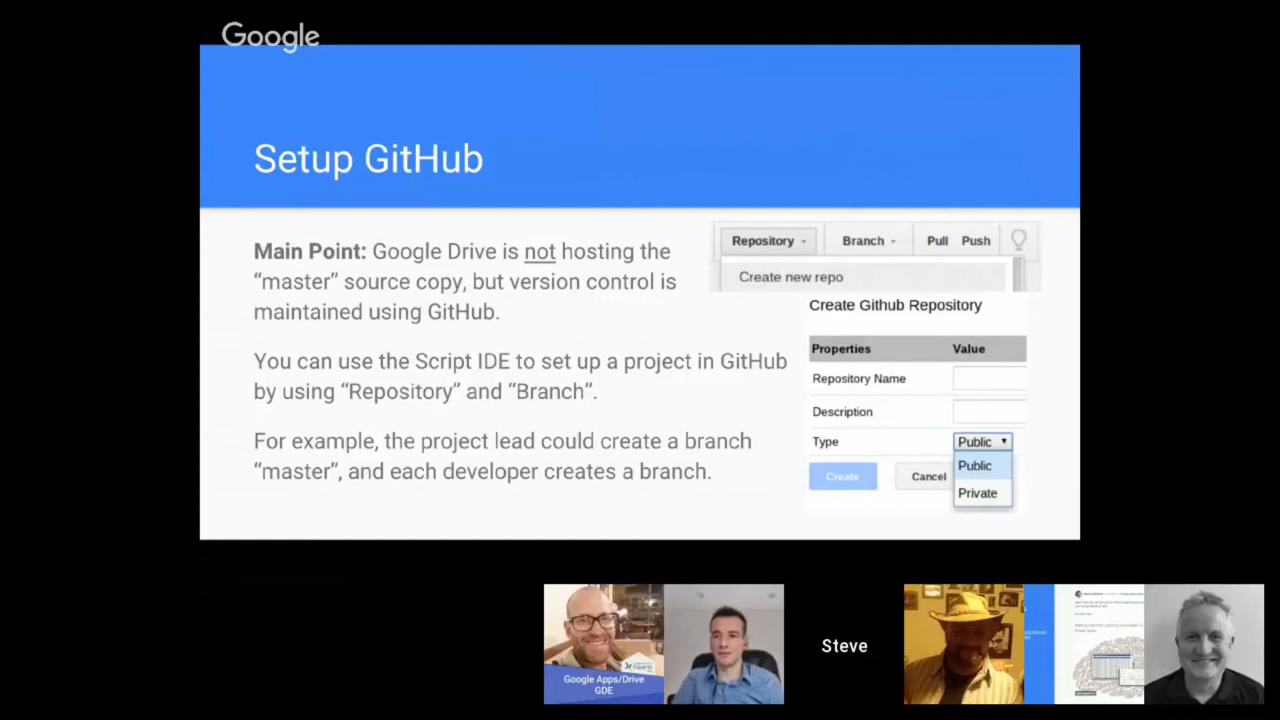 Google
Setup GitHub
Main Point: Google Drive is not hosting the
“master” source copy, but version control is
maintained using GitHub.
You can use the Script IDE to set up a project in GitHub
by using “Repository” and “Branch”.
For example, the project lead could create a branch
“master”, and each developer creates a branch.
Repository Branch Pull Push
Create new repo
Create Github Repository
Properties Value
Repository Name
Description
Type Public
Public
Create Cancel
Private
Experts
Google Apps/Drive
GDE
Steve